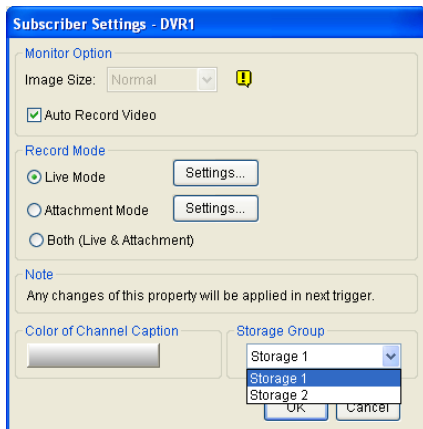 Subscriber Settings - DVR1
Monitor Option
Image Size: Normal
Auto Record Video
Record Mode
Live Mode Settings...
Attachment Mode Settings...
Both (Live & Attachment)
Note
Any changes of this property will be applied in next trigger.
Color of Channel Caption Storage Group
Storage 1
Storage 1
Storage 2
OK Cancel